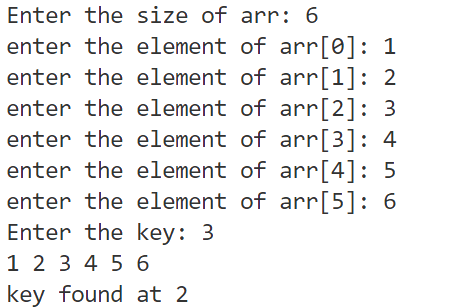 Enter the size of arr: 6
enter the element of arr[0]: 1
enter the element of arr[1]: 2
enter the element of arr[2]: 3
enter the element of arr[3]: 4
enter the element of arr[4]: 5
enter the element of arr[5]: 6
Enter the key: 3
1 2 3 4 5 6
key found at 2